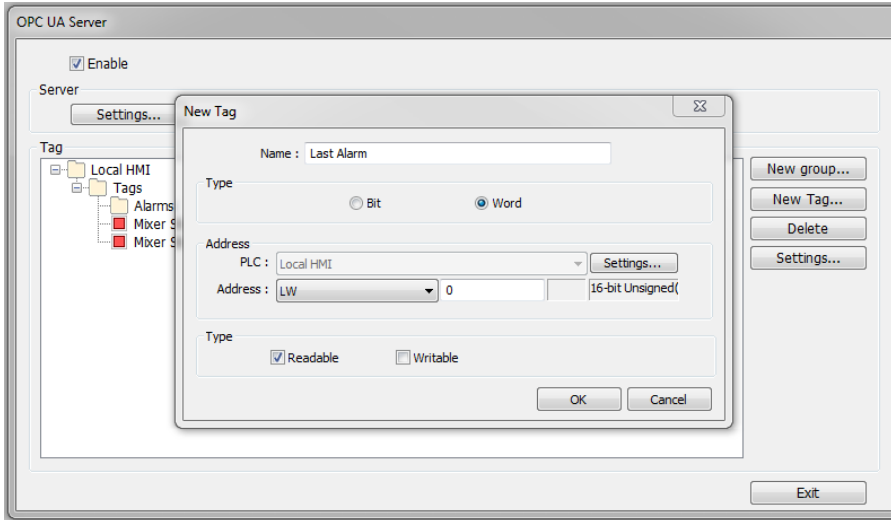 OPC UA Server
Enable
Server
Settings...
New Tag
Name : Last Alarm
Type
Bit Word
Address
PLC : Local HMI Settings...
Address : LW 0 16-bit Unsigned(
Type
Readable Writable
OK Cancel
Tag
Local HMI
Tags
Alarms
Mixer
Mixer
New group...
New Tag...
Delete
Settings...
Exit